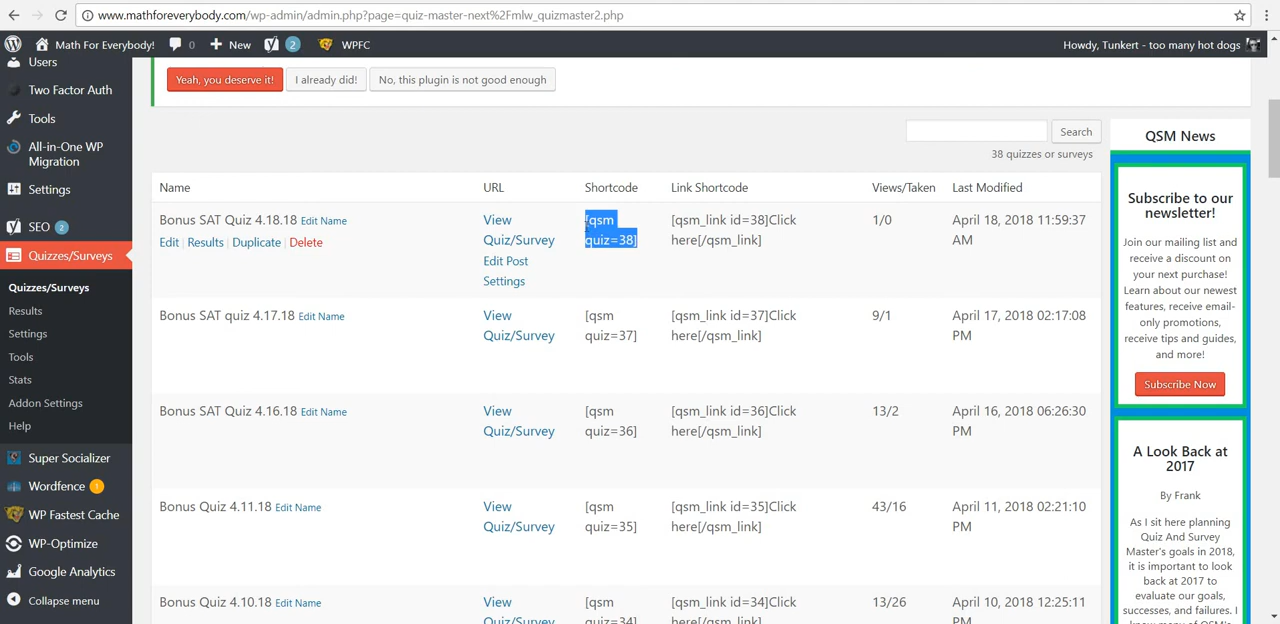 www.mathforeverybody.com/wp-admin/admin.php?page=quiz-master-next%2Fmlw_quizmaster2.php
Math For Everybody! 0 New 2 WPFC Howdy, Tunkert - too many hot dogs
Users
Two Factor Auth
Tools
All-in-One WP
Migration
Settings
SEO 2
Quizzes/Surveys
Quizzes/Surveys
Results
Settings
Tools
Stats
Addon Settings
Help
Super Socializer
Wordfence 1
WP Fastest Cache
WP-Optimize
Google Analytics
Collapse menu
Yeah, you deserve it! I already did! No, this plugin is not good enough
Search
38 quizzes or surveys
Name URL Shortcode Link Shortcode Views/Taken Last Modified
Bonus SAT Quiz 4.18.18 Edit Name View [qsm [qsm_link id=38]Click 1/0 April 18, 2018 11:59:37
Edit | Results | Duplicate | Delete Quiz/Survey quiz=38] here[/qsm_link] AM
Edit Post
Settings
Bonus SAT quiz 4.17.18 Edit Name View [qsm [qsm_link id=37]Click 9/1 April 17, 2018 02:17:08
Quiz/Survey quiz=37] here[/qsm_link] PM
Bonus SAT Quiz 4.16.18 Edit Name View [qsm [qsm_link id=36]Click 13/2 April 16, 2018 06:26:30
Quiz/Survey quiz=36] here[/qsm_link] PM
Bonus Quiz 4.11.18 Edit Name View [qsm [qsm_link id=35]Click 43/16 April 11, 2018 02:21:10
Quiz/Survey quiz=35] here[/qsm_link] PM
Bonus Quiz 4.10.18 Edit Name View [qsm [qsm_link id=34]Click 13/26 April 10, 2018 12:25:11
Quiz/Survey quiz=34] here[/qsm_link] PM
QSM News
Subscribe to our
newsletter!
Join our mailing list and
receive a discount on
your next purchase!
Learn about our newest
features, receive email-
only promotions,
receive tips and guides,
and more!
Subscribe Now
A Look Back at
2017
By Frank
As I sit here planning
Quiz And Survey
Master's goals in 2018,
it is important to look
back at 2017 to
evaluate our goals,
successes, and failures. I